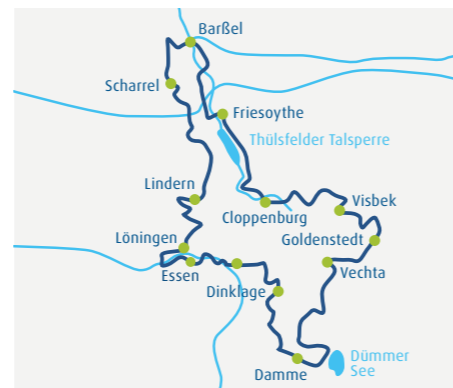 Barßel
Scharrel
Friesoythe
Thülsfelder Talsperre
Lindern
Visbek
Cloppenburg
Löningen
Goldenstedt
Essen
Vechta
Dinklage
Dümmer
See
Damme